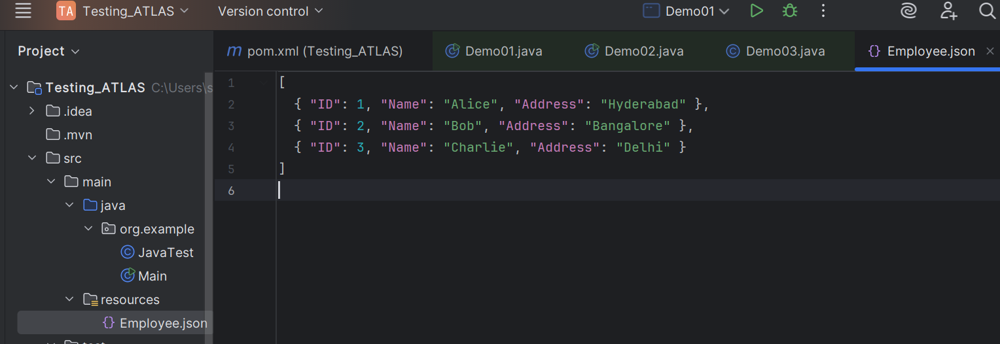 TA Testing_ATLAS Version control Demo01
Project
pom.xml (Testing_ATLAS) Demo01.java Demo02.java Demo03.java Employee.json
Testing_ATLAS C:\Users\s
.idea
.mvn
src
main
java
org.example
JavaTest
Main
resources
Employee.json
1 [
2 { "ID": 1, "Name": "Alice", "Address": "Hyderabad" },
3 { "ID": 2, "Name": "Bob", "Address": "Bangalore" },
4 { "ID": 3, "Name": "Charlie", "Address": "Delhi" }
5 ]
6